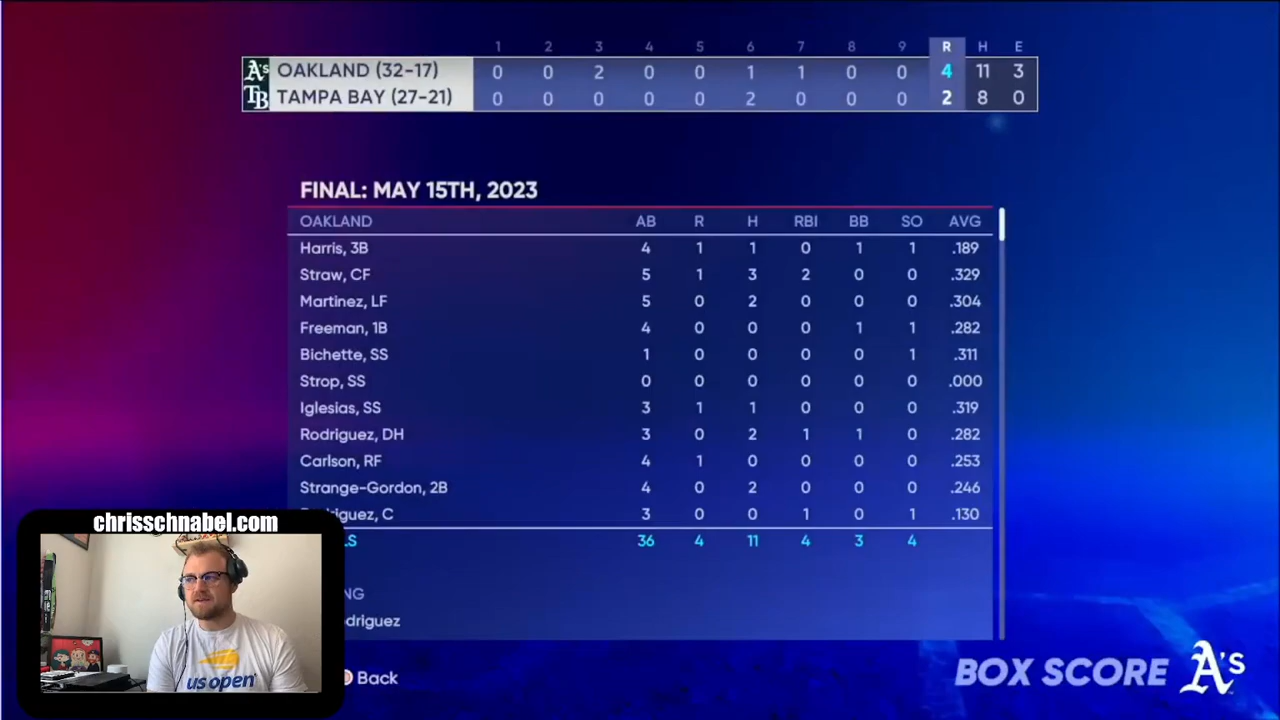 1 2 3 4 5 6 7 8 9 R H E
A's OAKLAND (32-17) 0 0 2 0 0 1 1 0 0 4 11 3
TB TAMPA BAY (27-21) 0 0 0 0 0 2 0 0 0 2 8 0
FINAL: MAY 15TH, 2023
OAKLAND AB R H RBI BB SO AVG
Harris, 3B 4 1 1 0 1 1 .189
Straw, CF 5 1 3 2 0 0 .329
Martinez, LF 5 0 2 0 0 0 .304
Freeman, 1B 4 0 0 0 1 1 .282
Bichette, SS 1 0 0 0 0 1 .311
Strop, SS 0 0 0 0 0 0 .000
Iglesias, SS 3 1 1 0 0 0 .319
Rodriguez, DH 3 0 2 1 1 0 .282
Carlson, RF 4 1 0 0 0 0 .253
Strange-Gordon, 2B 4 0 2 0 0 0 .246
guez, C 3 0 0 1 0 1 .130
LS 36 4 11 4 3 4
NG
driguez
Back
BOX SCORE A's
chrisschnabel.com
us open